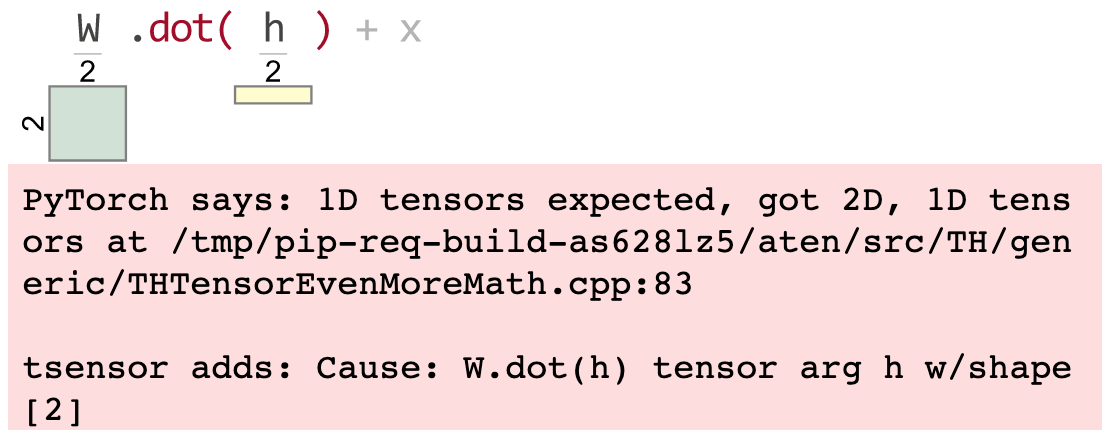 W .dot( h ) + x
2 2
2
PyTorch says: 1D tensors expected, got 2D, 1D tens
ors at /tmp/pip-req-build-as628lz5/aten/src/TH/gen
eric/THTensorEvenMoreMath.cpp:83
tsensor adds: Cause: W.dot(h) tensor arg h w/shape
[2]